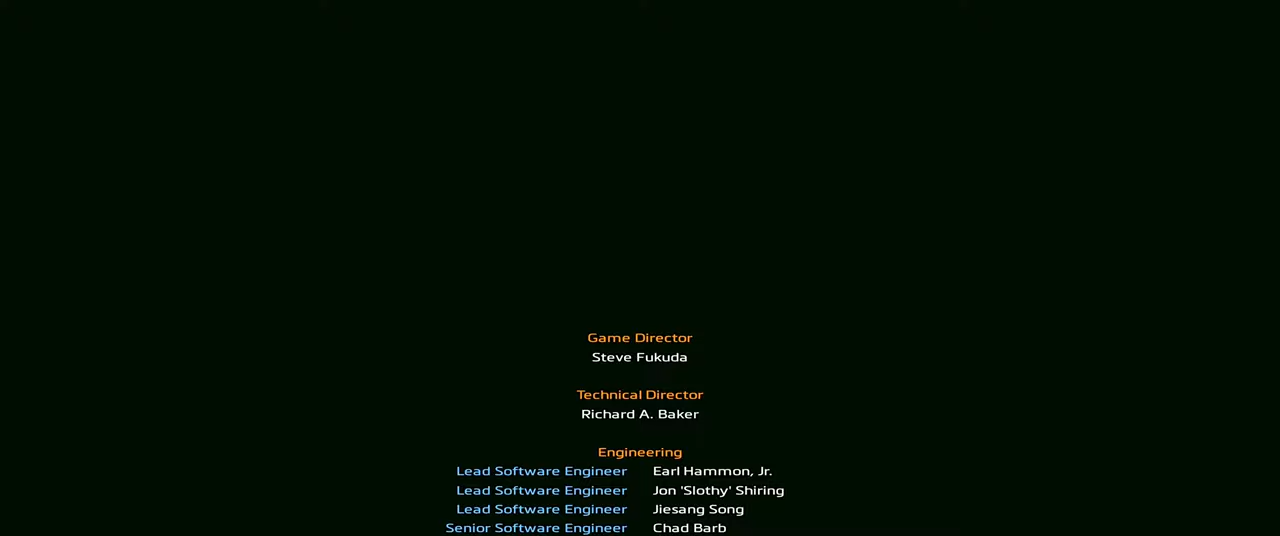 Game Director
Steve Fukuda
Technical Director
Richard A. Baker
Engineering
Lead Software Engineer Earl Hammon, Jr.
Lead Software Engineer Jon 'Slothy' Shiring
Lead Software Engineer Jiesang Song
Senior Software Engineer Chad Barb